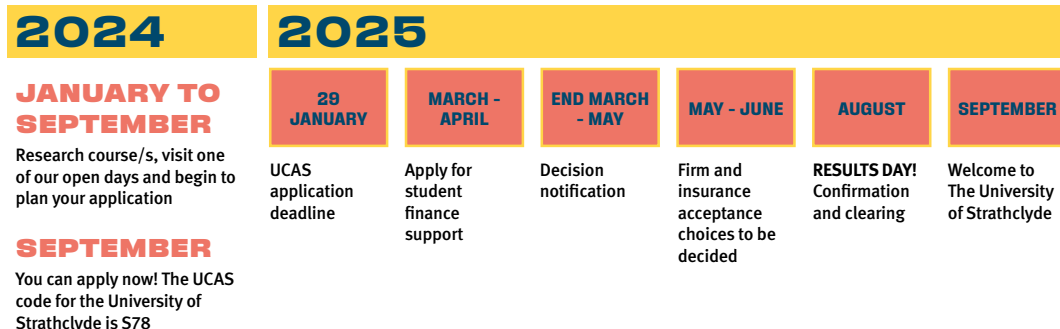 2024
JANUARY TO
SEPTEMBER
Research course/s, visit one
of our open days and begin to
plan your application
SEPTEMBER
You can apply now! The UCAS
code for the University of
Strathclyde is S78
2025
29
JANUARY
UCAS
application
deadline
MARCH -
APRIL
Apply for
student
finance
support
END MARCH
- MAY
Decision
notification
MAY - JUNE
Firm and
insurance
acceptance
choices to be
decided
AUGUST
RESULTS DAY!
Confirmation
and clearing
SEPTEMBER
Welcome to
The University
of Strathclyde